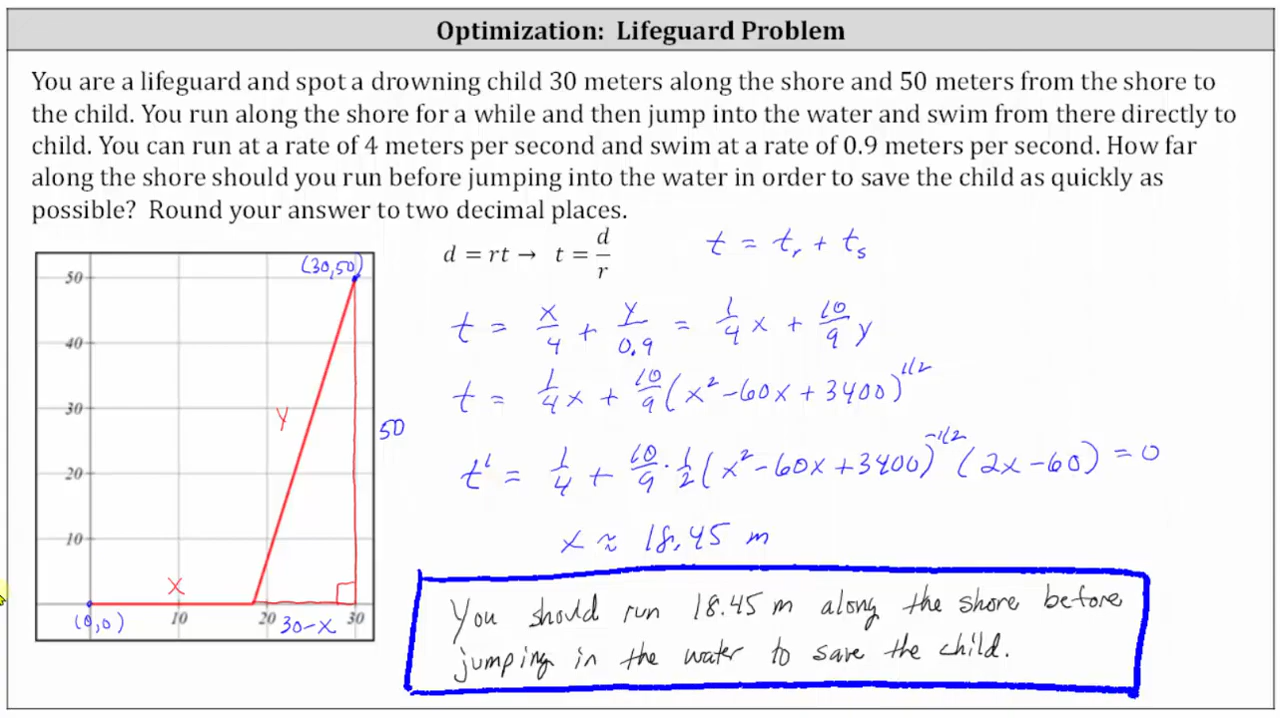 Optimization: Lifeguard Problem
You are a lifeguard and spot a drowning child 30 meters along the shore and 50 meters from the shore to
the child. You run along the shore for a while and then jump into the water and swim from there directly to
child. You can run at a rate of 4 meters per second and swim at a rate of 0.9 meters per second. How far
along the shore should you run before jumping into the water in order to save the child as quickly as
possible? Round your answer to two decimal places.
d = rt → t = d/r
t = t_r + t_s
t = x/4 + y/0.9 = 1/4 x + 10/9 y
t = 1/4 x + 10/9 (x² - 60x + 3400)^1/2
t' = 1/4 + 10/9 · 1/2 (x² - 60x + 3400)^-1/2 (2x - 60) = 0
x ≈ 18.45 m
You should run 18.45 m along the shore before
jumping in the water to save the child.
(30,50)
50
40
30
20
10
y
50
x
(0,0)
10
20
30-x
30